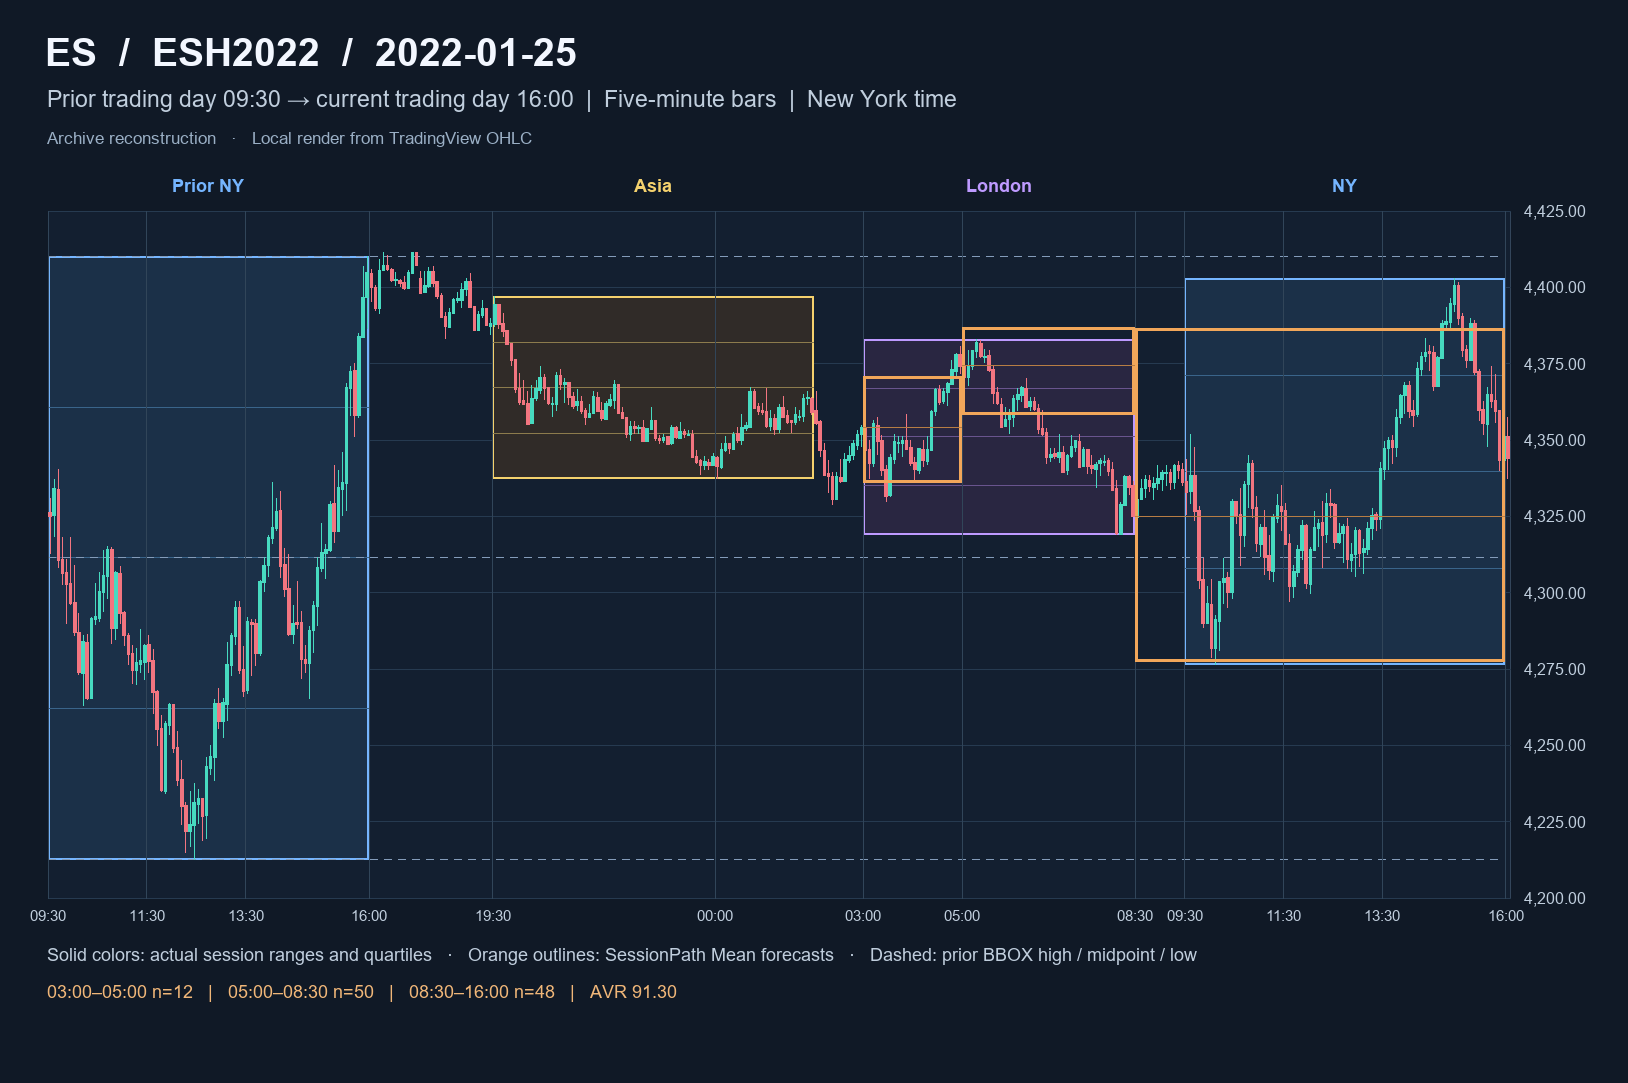 ES / ESH2022 / 2022-01-25
Prior trading day 09:30 → current trading day 16:00 | Five-minute bars | New York time
Archive reconstruction · Local render from TradingView OHLC
Prior NY Asia London NY
4,425.00
4,400.00
4,375.00
4,350.00
4,325.00
4,300.00
4,275.00
4,250.00
4,225.00
4,200.00
09:30 11:30 13:30 16:00 19:30 00:00 03:00 05:00 08:30 09:30 11:30 13:30 16:00
Solid colors: actual session ranges and quartiles · Orange outlines: SessionPath Mean forecasts · Dashed: prior BBOX high / midpoint / low
03:00–05:00 n=12 | 05:00–08:30 n=50 | 08:30–16:00 n=48 | AVR 91.30